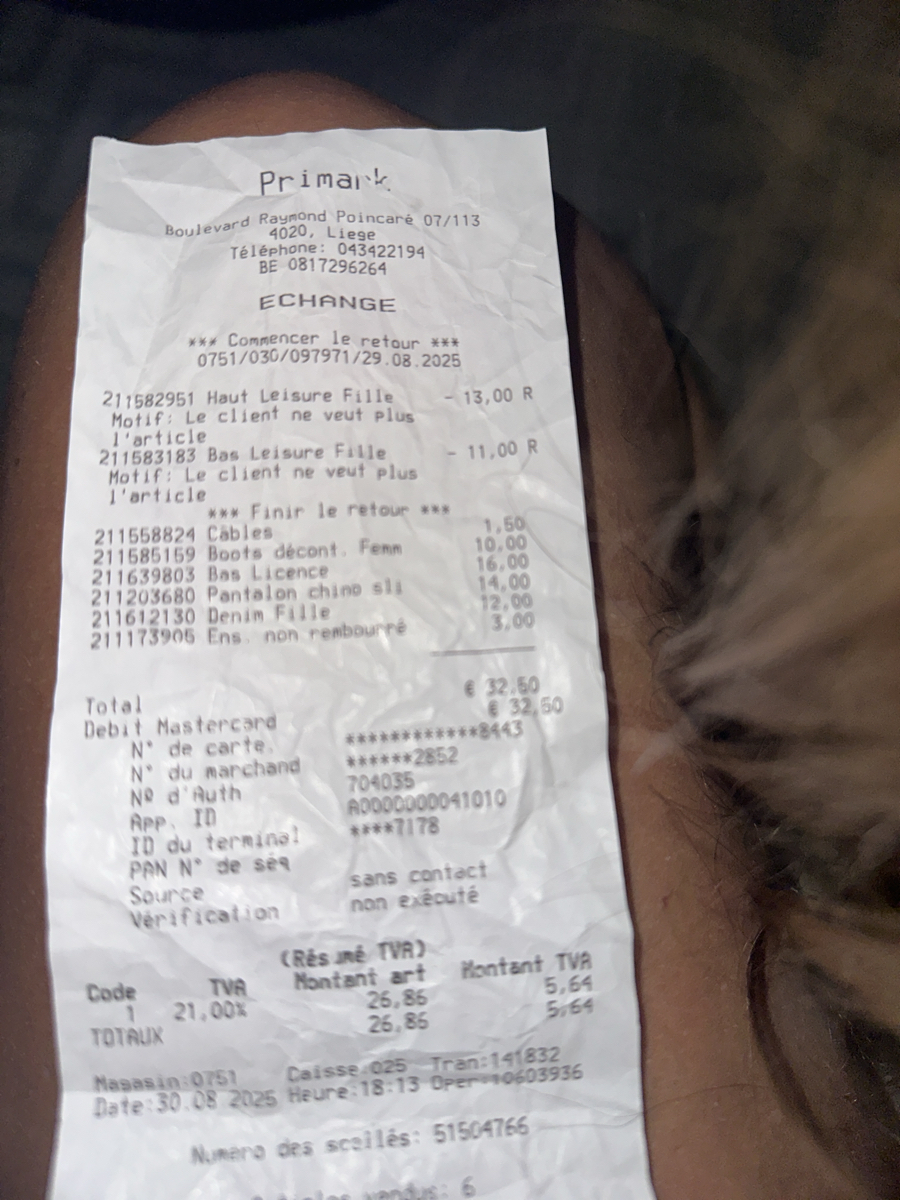 Primark
Boulevard Raymond Poincaré 07/113
4020, Liege
Téléphone: 043422194
BE 0817296264
ECHANGE
*** Commencer le retour ***
0751/030/097971/29.08.2025
211582951 Haut Leisure Fille - 13,00 R
Motif: Le client ne veut plus
l'article
211583183 Bas Leisure Fille - 11,00 R
Motif: Le client ne veut plus
l'article
*** Finir le retour ***
211558824 Câbles 1,50
211585159 Boots décont. Femm 10,00
211639803 Bas Licence 16,00
211203680 Pantalon chino sli 14,00
211612130 Denim Fille 12,00
211173905 Ens. non rembourré 3,00
Total € 32,50
Debit Mastercard € 32,50
N° de carte. ************8443
N° du marchand ******2852
Nº d'Auth 704035
App. ID A0000000041010
ID du terminal ****7178
PAN N° de séq
Source sans contact
Vérification non exécuté
(Résumé TVA)
Code TVA Montant art Montant TVA
1 21,00% 26,86 5,64
TOTAUX 26,86 5,64
Magasin:0751 Caisse:025 Tran:141832
Date:30.08 2025 Heure:18:13 Oper:10603936
Numéro des scellés: 51504766
vendus: 6